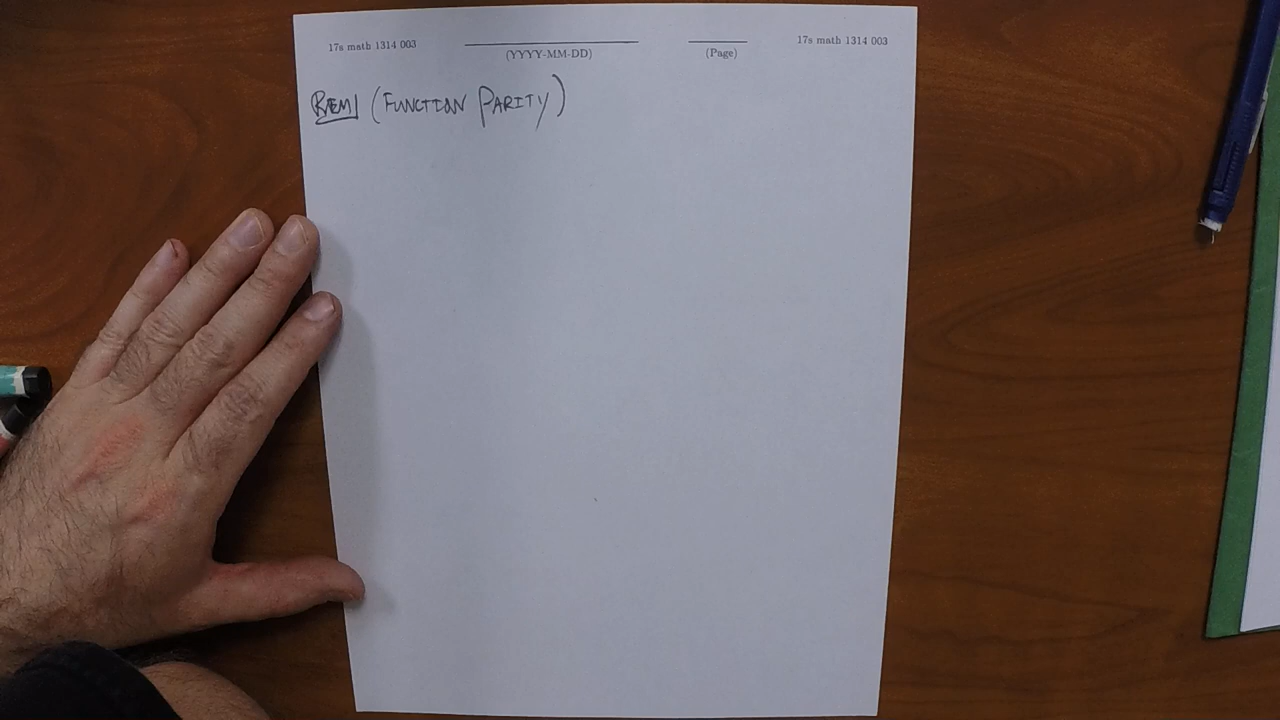 17s math 1314 003 (YYYY-MM-DD) (Page) 17s math 1314 003
REM (FUNCTION PARITY)